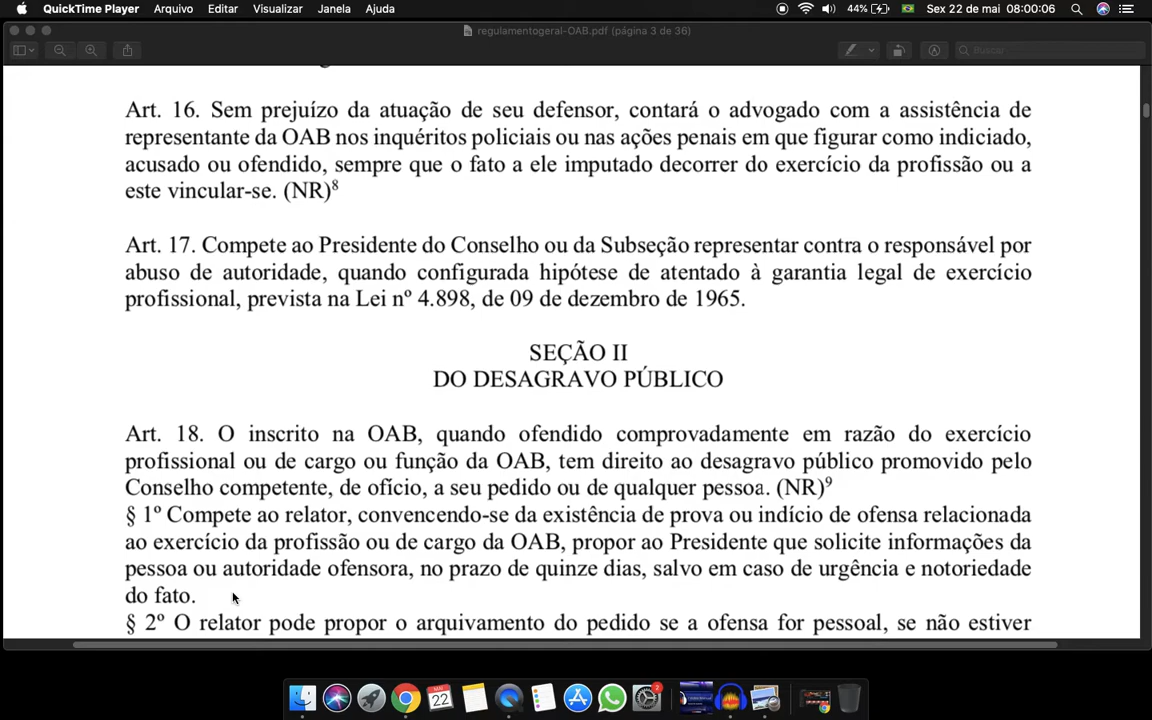 QuickTime Player Arquivo Editar Visualizar Janela Ajuda 44% Sex 22 de mai 08:00:06
regulamentogeral-OAB.pdf (página 3 de 36)
Buscar
Art. 16. Sem prejuízo da atuação de seu defensor, contará o advogado com a assistência de
representante da OAB nos inquéritos policiais ou nas ações penais em que figurar como indiciado,
acusado ou ofendido, sempre que o fato a ele imputado decorrer do exercício da profissão ou a
este vincular-se. (NR)⁸
Art. 17. Compete ao Presidente do Conselho ou da Subseção representar contra o responsável por
abuso de autoridade, quando configurada hipótese de atentado à garantia legal de exercício
profissional, prevista na Lei nº 4.898, de 09 de dezembro de 1965.
SEÇÃO II
DO DESAGRAVO PÚBLICO
Art. 18. O inscrito na OAB, quando ofendido comprovadamente em razão do exercício
profissional ou de cargo ou função da OAB, tem direito ao desagravo público promovido pelo
Conselho competente, de ofício, a seu pedido ou de qualquer pessoa. (NR)⁹
§ 1º Compete ao relator, convencendo-se da existência de prova ou indício de ofensa relacionada
ao exercício da profissão ou de cargo da OAB, propor ao Presidente que solicite informações da
pessoa ou autoridade ofensora, no prazo de quinze dias, salvo em caso de urgência e notoriedade
do fato.
§ 2º O relator pode propor o arquivamento do pedido se a ofensa for pessoal, se não estiver
22
2